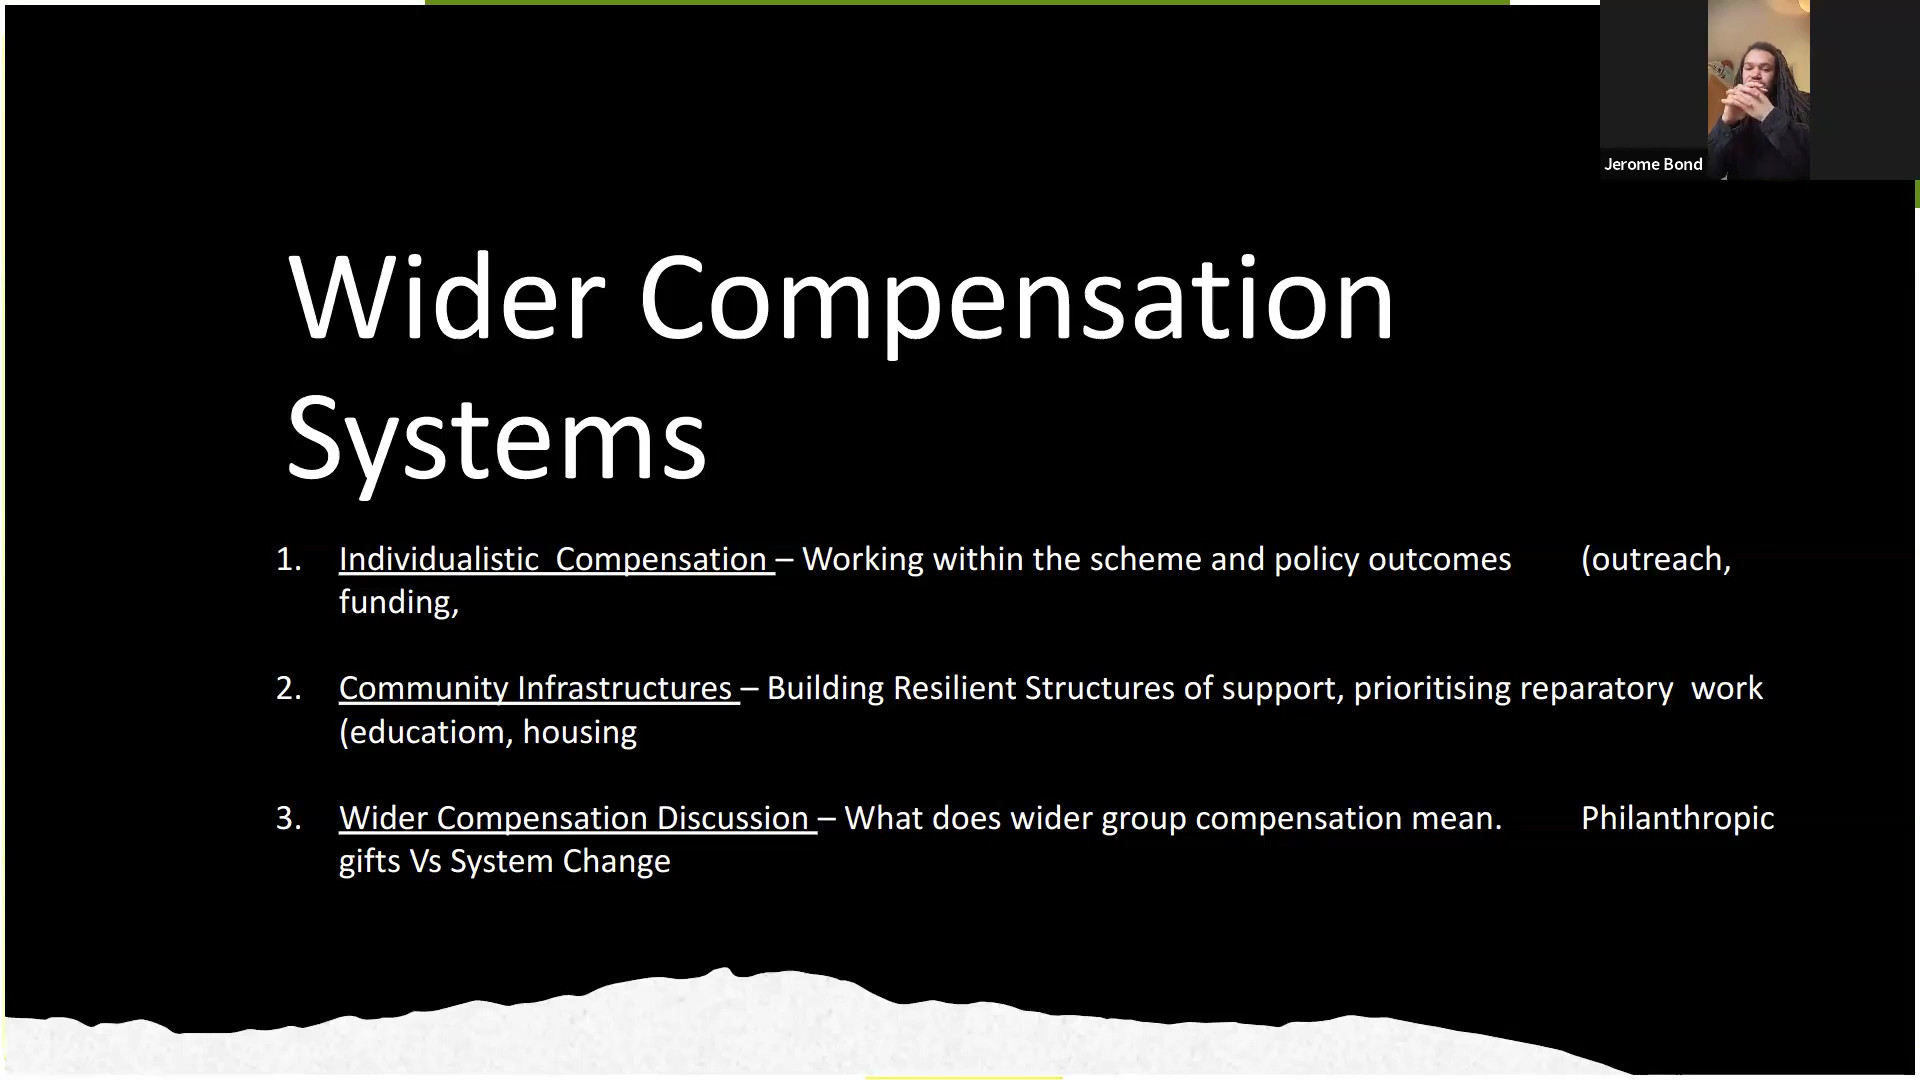 Jerome Bond
Wider Compensation
Systems
1. Individualistic  Compensation – Working within the scheme and policy outcomes (outreach,
funding,
2. Community Infrastructures – Building Resilient Structures of support, prioritising reparatory  work
(educatiom, housing
3. Wider Compensation Discussion – What does wider group compensation mean. Philanthropic
gifts Vs System Change